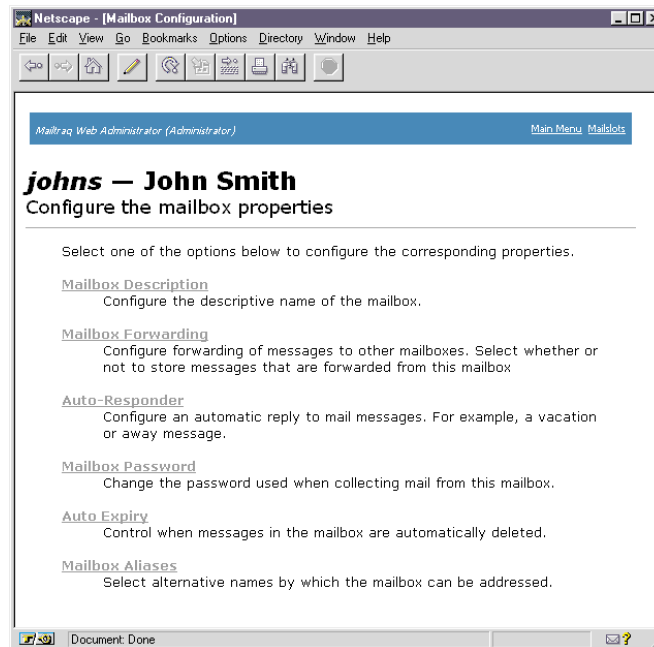 Netscape - [Mailbox Configuration]
File Edit View Go Bookmarks Options Directory Window Help
Mailtraq Web Administrator (Administrator) Main Menu Mailslots
johns — John Smith
Configure the mailbox properties
Select one of the options below to configure the corresponding properties.
Mailbox Description
Configure the descriptive name of the mailbox.
Mailbox Forwarding
Configure forwarding of messages to other mailboxes. Select whether or
not to store messages that are forwarded from this mailbox
Auto-Responder
Configure an automatic reply to mail messages. For example, a vacation
or away message.
Mailbox Password
Change the password used when collecting mail from this mailbox.
Auto Expiry
Control when messages in the mailbox are automatically deleted.
Mailbox Aliases
Select alternative names by which the mailbox can be addressed.
Document: Done